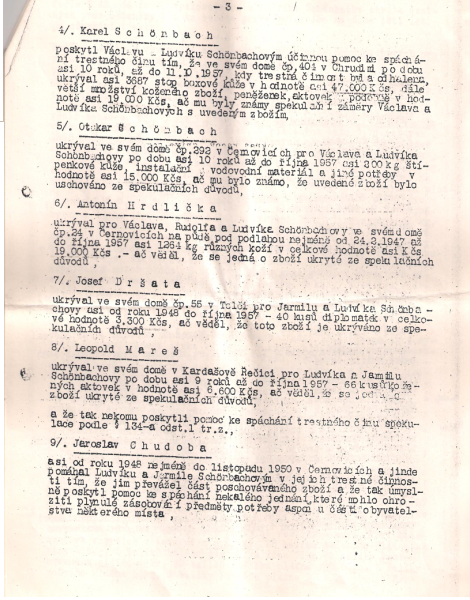 - 3 -
4/. Karel S c h ö n b a c h
poskytl Václavu a Ludvíku Schönbachovým účinnou pomoc ke spáchá-
ní trestného činu tím, že ve svém domě čp.404 v Chrudimi po dobu
asi 10 roků, až do 11.10.1957, kdy trestná činnost byla odhalena,
ukrýval asi 3687 stop boxové kůže v hodnotě asi 47.000 Kčs, dále
větší množství koženého zboží, peněženek, aktovek a podobně v hod-
notě asi 19.000 Kčs, ač mu byly známy spekulační záměry Václava a
Ludvíka Schönbachových s uvedeným zbožím,
5/. Otakar S c h ö n b a c h
ukrýval ve svém domě čp.293 v Černovicích pro Václava a Ludvíka
Schönbachovy po dobu asi 10 roků až do října 1957 asi 200 kg ští-
penkové kůže, instalační a vodovodní materiál a jiné potřeby v
hodnotě asi 15.000 Kčs, ač mu bylo známo, že uvedené zboží bylo
uschováno ze spekulačních důvodů,
6/. Antonín H r d l i č k a
ukrýval pro Václava, Rudolfa a Ludvíka Schönbachovy ve svém domě
čp.24 v Černovicích na půdě pod podlahou nejméně od 24.2.1947 až
do října 1957 asi 1264 kg různých koží v celkové hodnotě asi Kčs
19.000 Kčs .- ač věděl, že se jedná o zboží ukryté ze spekulačních
důvodů ,
7/. Josef D r š a t a
ukrýval ve svém domě čp.55 v Telči pro Jarmilu a Ludvíka Schönba -
chovy asi od roku 1948 do října 1957 - 40 kusů diplomatek v celko-
vé hodnotě 3.300 Kčs, ač věděl, že toto zboží je ukrýváno ze spe-
kulačních důvodů ,
8/. Leopold M a r e š
ukrýval ve svém domě v Kardašově Řečici pro Ludvíka a Jarmilu
Schönbachovy po dobu asi 9 roků až do října 1957 - 66 kusů kože-
ných aktovek v hodnotě asi 6.600 Kčs, ač věděl, že se jedná o
zboží ukryté ze spekulačních důvodů,
a že tak nekomu poskytli pomoc ke spáchání trestného činu speku-
lace podle § 134-a odst.1 tr.z.,
9/. Jaroslav C h u d o b a
asi od roku 1948 nejméně do listopadu 1950 v Černovicích a jinde
pomáhal Ludvíku a Jarmile Schönbachovým v jejich trestné činnos-
ti tím, že jim převážel část poschovávaného zboží a že tak úmysl-
ně poskytl pomoc ke spáchání nekalého jednání, které mohlo ohro-
zit plynulé zásobování předměty potřeby aspoň u části obyvatel-
stva některého místa ,